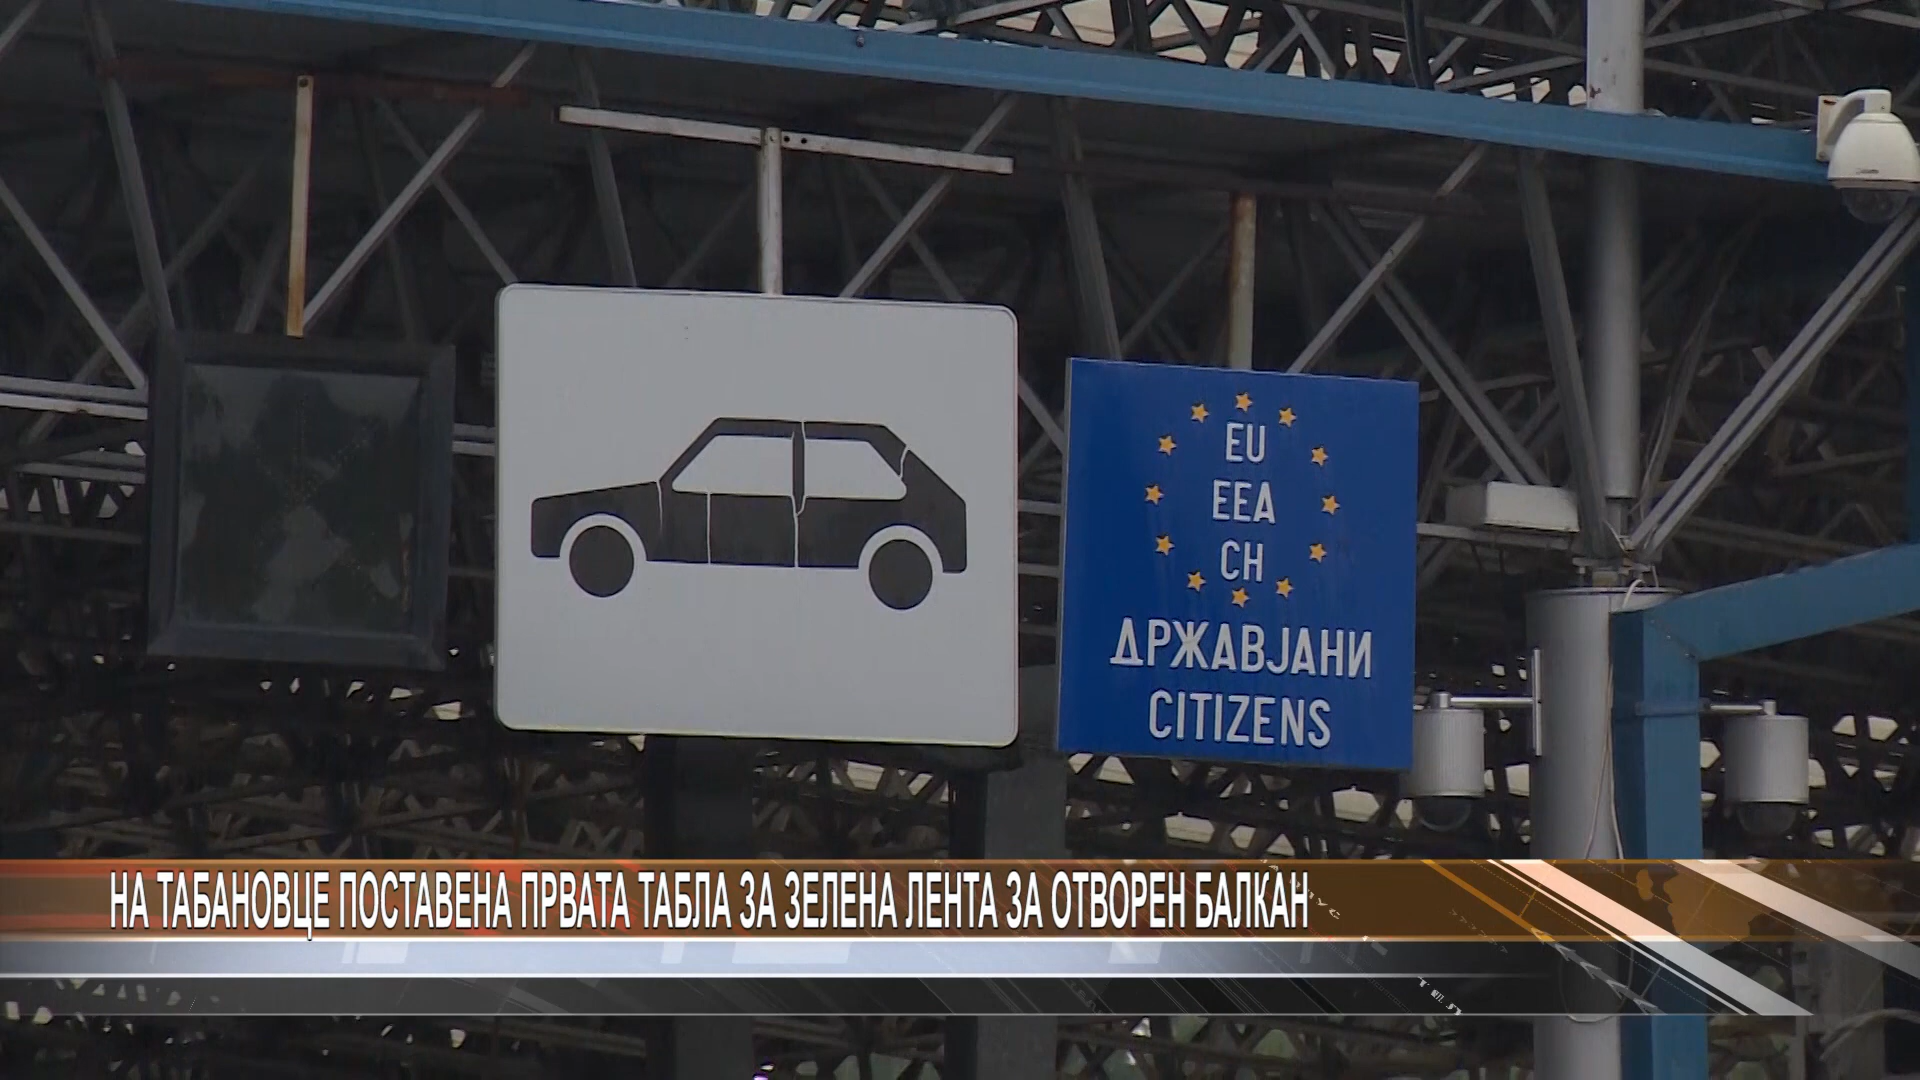 EU
EEA
CH
ДРЖАВЈАНИ
CITIZENS
НА ТАБАНОВЦЕ ПОСТАВЕНА ПРВАТА ТАБЛА ЗА ЗЕЛЕНА ЛЕНТА ЗА ОТВОРЕН БАЛКАН